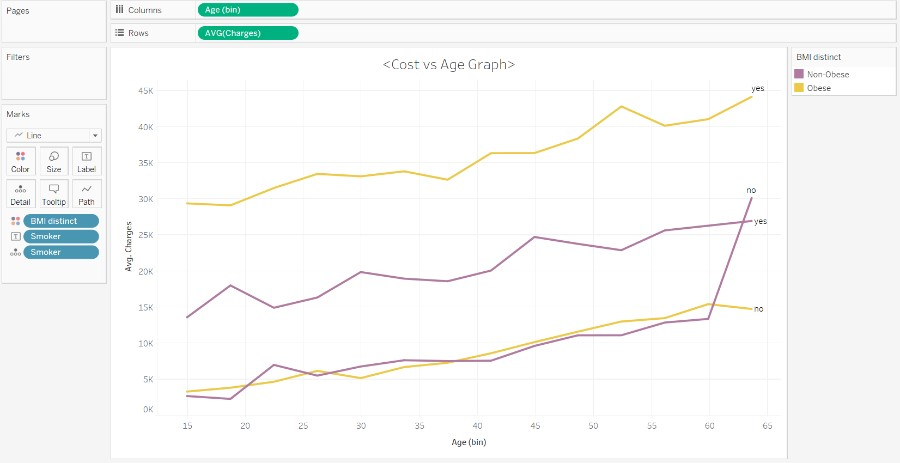 Pages
Columns
Age (bin)
Rows
AVG(Charges)
Filters
Marks
Line
Color
Size
Label
Detail
Tooltip
Path
BMI distinct
Smoker
Smoker
<Cost vs Age Graph>
45K
40K
35K
30K
25K
20K
15K
10K
5K
0K
Avg. Charges
yes
no
yes
no
15
20
25
30
35
40
45
50
55
60
65
Age (bin)
BMI distinct
Non-Obese
Obese